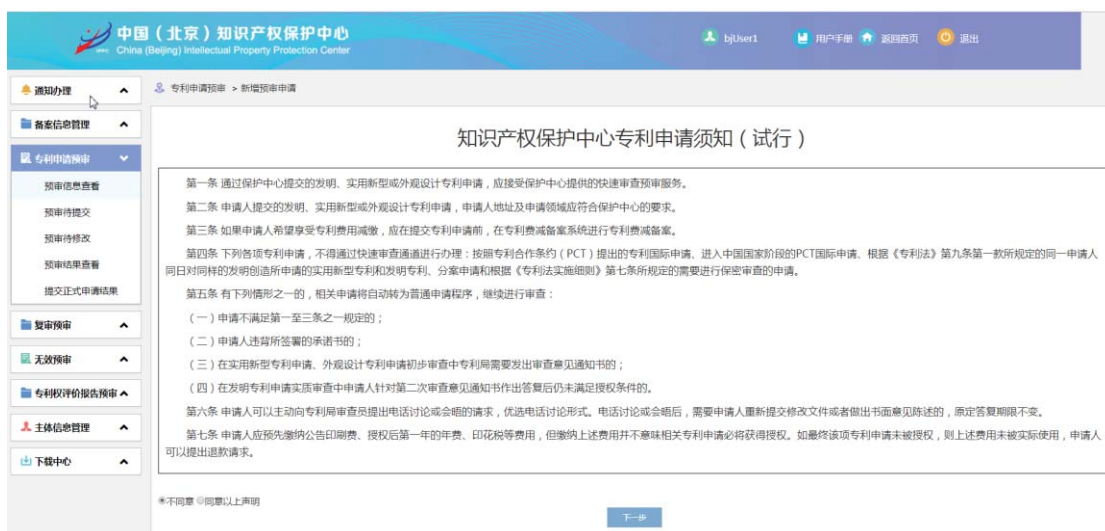 中国（北京）知识产权保护中心
China (Beijing) Intellectual Property Protection Center
bjUser1
用户手册
返回首页
退出
通知办理
备案信息管理
专利申请预审
预审信息查看
预审待提交
预审待修改
预审结果查看
提交正式申请结果
复审预审
无效预审
专利权评价报告预审
主体信息管理
下载中心
专利申请预审 > 新增预审申请
知识产权保护中心专利申请须知（试行）
第一条 通过保护中心提交的发明、实用新型或外观设计专利申请，应接受保护中心提供的快速审查预审服务。
第二条 申请人提交的发明、实用新型或外观设计专利申请，申请人地址及申请领域应符合保护中心的要求。
第三条 如果申请人希望享受专利费用减缴，应在提交专利申请前，在专利费减备案系统进行专利费减备案。
第四条 下列各项专利申请，不得通过快速审查通道进行办理：按照专利合作条约（PCT）提出的专利国际申请、进入中国国家阶段的PCT国际申请、根据《专利法》第九条第一款所规定的同一申请人
同日对同样的发明创造所申请的实用新型专利和发明专利、分案申请和根据《专利法实施细则》第七条所规定的需要进行保密审查的申请。
第五条 有下列情形之一的，相关申请将自动转为普通申请程序，继续进行审查：
（一）申请不满足第一至三条之一规定的；
（二）申请人违背所签署的承诺书的；
（三）在实用新型专利申请、外观设计专利申请初步审查中专利局需要发出审查意见通知书的；
（四）在发明专利申请实质审查中申请人针对第二次审查意见通知书作出答复后仍未满足授权条件的。
第六条 申请人可以主动向专利局审查员提出电话讨论或会晤的请求，优选电话讨论形式。电话讨论或会晤后，需要申请人重新提交修改文件或者做出书面意见陈述的，原定答复期限不变。
第七条 申请人应预先缴纳公告印刷费、授权后第一年的年费、印花税等费用，但缴纳上述费用并不意味相关专利申请必将获得授权。如最终该项专利申请未被授权，则上述费用未被实际使用，申请人
可以提出退款请求。
不同意 同意以上声明
下一步